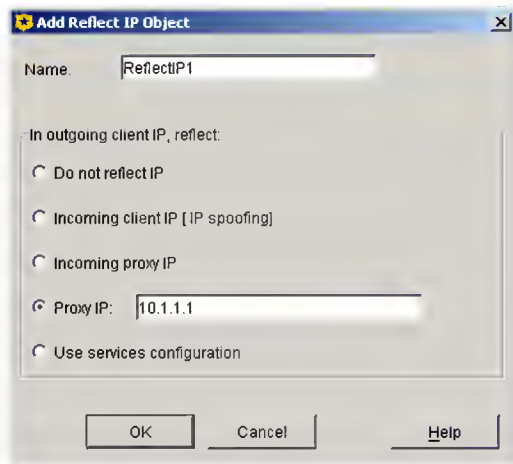 Add Reflect IP Object
Name. ReflectIP1
In outgoing client IP, reflect:
Do not reflect IP
Incoming client IP [ IP spoofing]
Incoming proxy IP
Proxy IP: 10.1.1.1
Use services configuration
OK Cancel Help